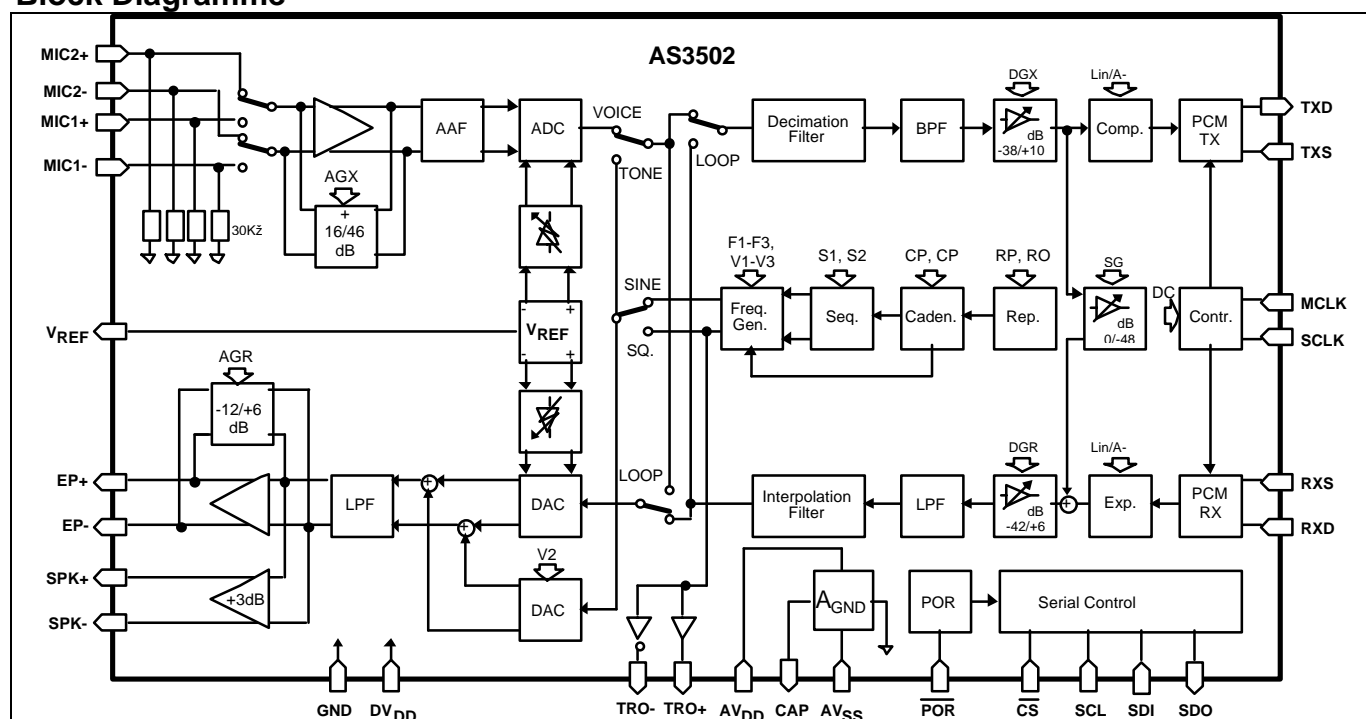 Block Diagramme
AS3502
MIC2+
MIC2-
MIC1+
MIC1-
30Kž
AGX
+
16/46
dB
AAF
ADC
VOICE
TONE
LOOP
Decimation
Filter
BPF
DGX
dB
-38/+10
Lin/A-
Comp.
PCM
TX
TXD
TXS
F1-F3,
V1-V3
S1, S2
CP, CP
RP, RO
SG
SINE
SQ.
Freq.
Gen.
Seq.
Caden.
Rep.
dB
0/-48
DC
Contr.
MCLK
SCLK
VREF
- +
VREF
- +
AGR
-12/+6
dB
EP+
EP-
LPF
+
+
DAC
LOOP
Interpolation
Filter
LPF
DGR
dB
-42/+6
+
Lin/A-
Exp.
PCM
RX
RXS
RXD
SPK+
SPK-
+3dB
V2
DAC
AGND
POR
Serial Control
GND
DVDD
TRO-
TRO+
AVDD
CAP
AVSS
POR
CS
SCL
SDI
SDO